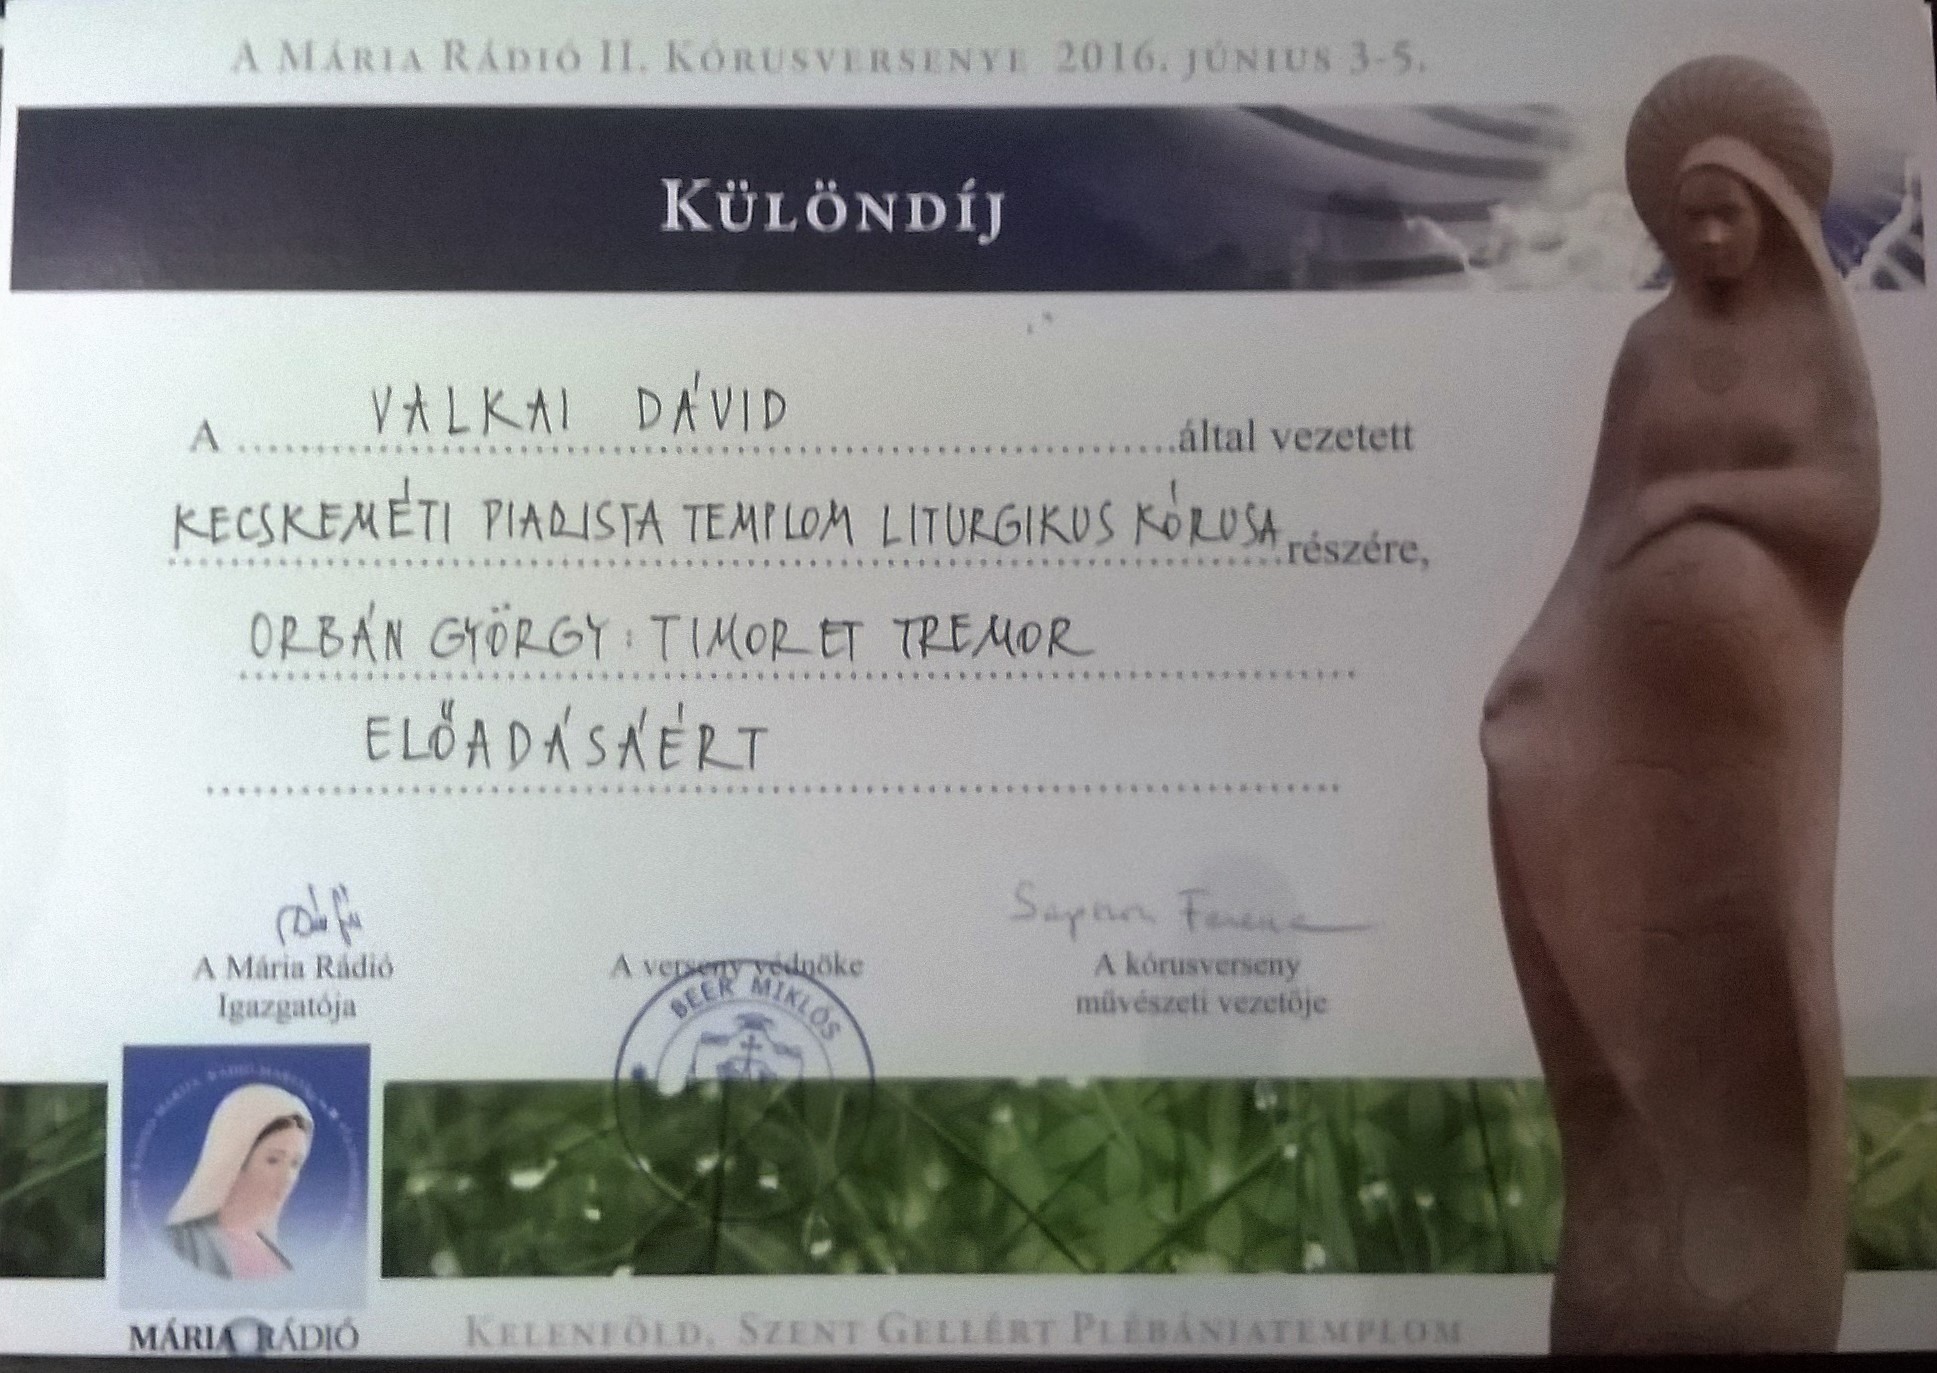 A MÁRIA RÁDIÓ II. KÓRUSVERSENYE 2016. JÚNIUS 3-5.
KÜLÖNDÍJ
A VALKAI DÁVID által vezetett
KECSKEMÉTI PIARISTA TEMPLOM LITURGIKUS KÓRUSA részére,
ORBÁN GYÖRGY: TIMOR ET TREMOR
ELŐADÁSÁÉRT
Ferenc
A Mária Rádió
Igazgatója
A verseny védnöke
A kórusverseny
művészeti vezetője
BEER MIKLÓS
MÁRIA RÁDIÓ
KELENFÖLD, SZENT GELLÉRT PLÉBÁNIATEMPLOM